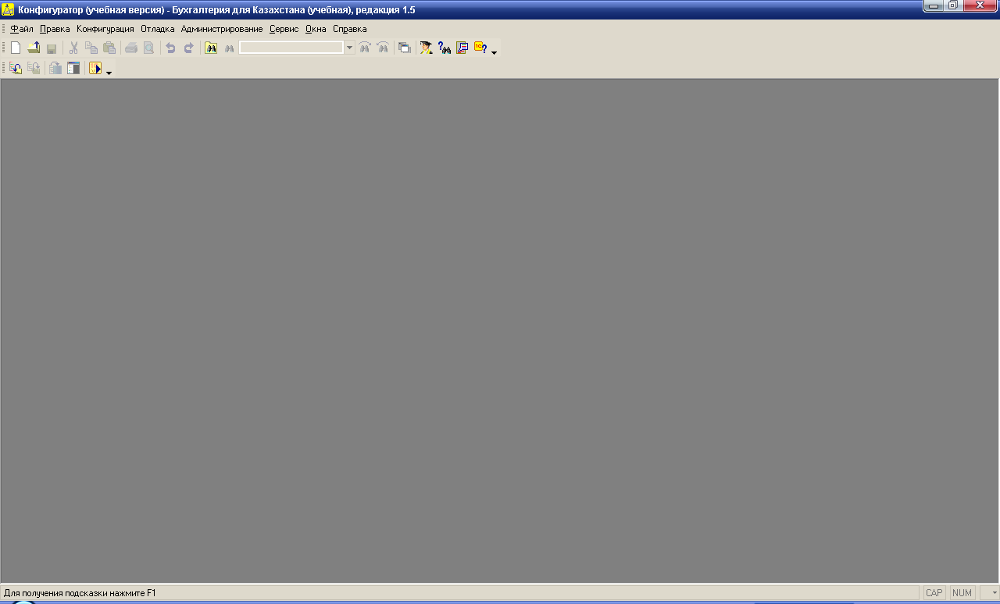 Конфигуратор (учебная версия) - Бухгалтерия для Казахстана (учебная), редакция 1.5
Файл Правка Конфигурация Отладка Администрирование Сервис Окна Справка
Для получения подсказки нажмите F1 CAP NUM